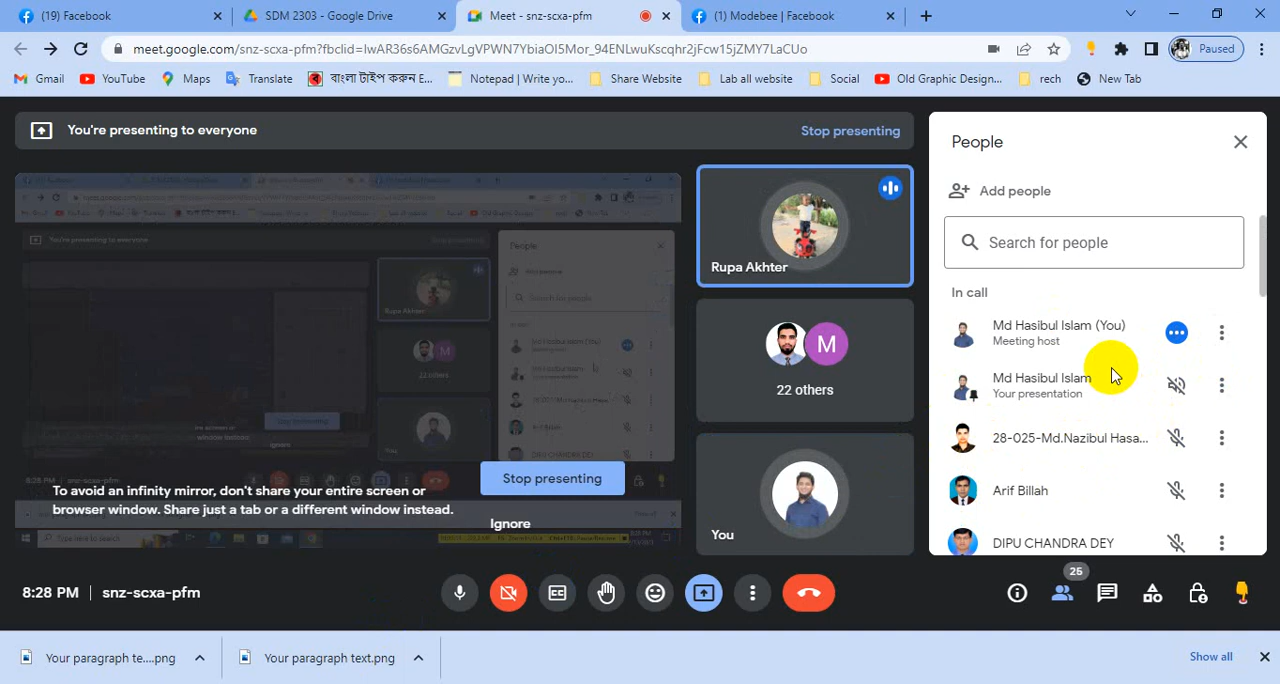 (19) Facebook
SDM 2303 - Google Drive
Meet - snz-scxa-pfm
(1) Modebee | Facebook
meet.google.com/snz-scxa-pfm?fbclid=IwAR36s6AMGzvLgVPWN7YbiaOI5Mor_94ENLwuKscqhr2jFcw15jZMY7LaCUo
Paused
Gmail
YouTube
Maps
Translate
বাংলা টাইপ করুন E...
Notepad | Write yo...
Share Website
Lab all website
Social
Old Graphic Design...
rech
New Tab
You're presenting to everyone
Stop presenting
Rupa Akhter
M
22 others
You
To avoid an infinity mirror, don't share your entire screen or
browser window. Share just a tab or a different window instead.
Stop presenting
Ignore
People
Add people
Search for people
In call
Md Hasibul Islam (You)
Meeting host
Md Hasibul Islam
Your presentation
28-025-Md.Nazibul Hasa...
Arif Billah
DIPU CHANDRA DEY
8:28 PM | snz-scxa-pfm
25
Your paragraph te....png
Your paragraph text.png
Show all